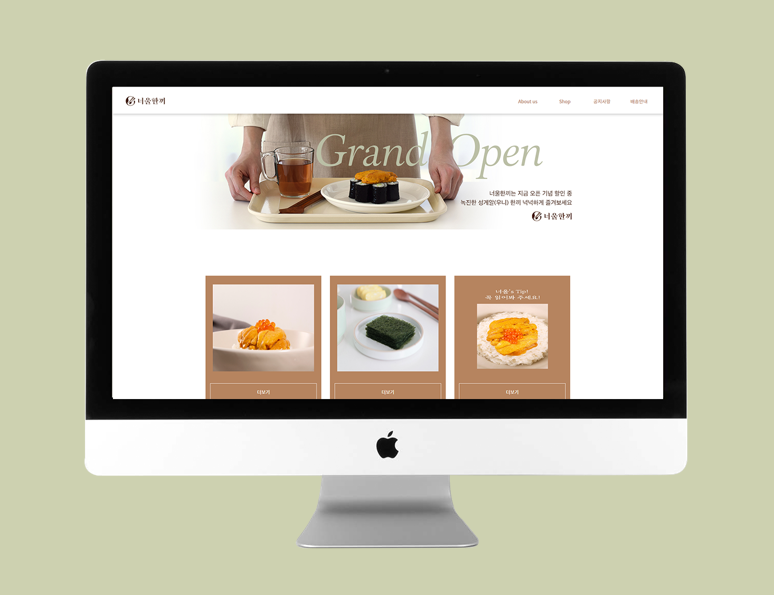 너울한끼
About us
Shop
공지사항
배송안내
Grand Open
너울한끼는 지금 오픈 기념 할인 중
녹진한 성게알(우니) 한끼 넉넉하게 즐겨보세요
너울한끼
너울's Tip!
꼭 읽어봐 주세요!
더보기
더보기
더보기